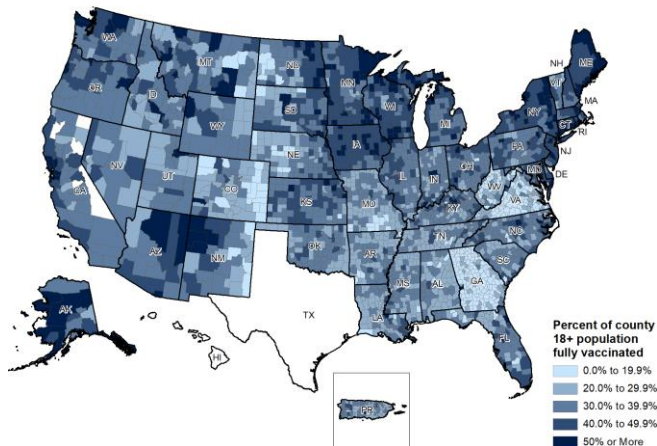 WA
MT
ND
MN
ME
NH
VT
OR
ID
SD
WI
MI
NY
MA
CT
RI
WY
IA
PA
NJ
NE
OH
MD
DE
NV
UT
CO
IL
IN
WV
VA
CA
KS
MO
KY
NC
TN
OK
AR
SC
AZ
NM
MS
AL
GA
TX
LA
FL
AK
HI
PR
Percent of county
18+ population
fully vaccinated
0.0% to 19.9%
20.0% to 29.9%
30.0% to 39.9%
40.0% to 49.9%
50% or More